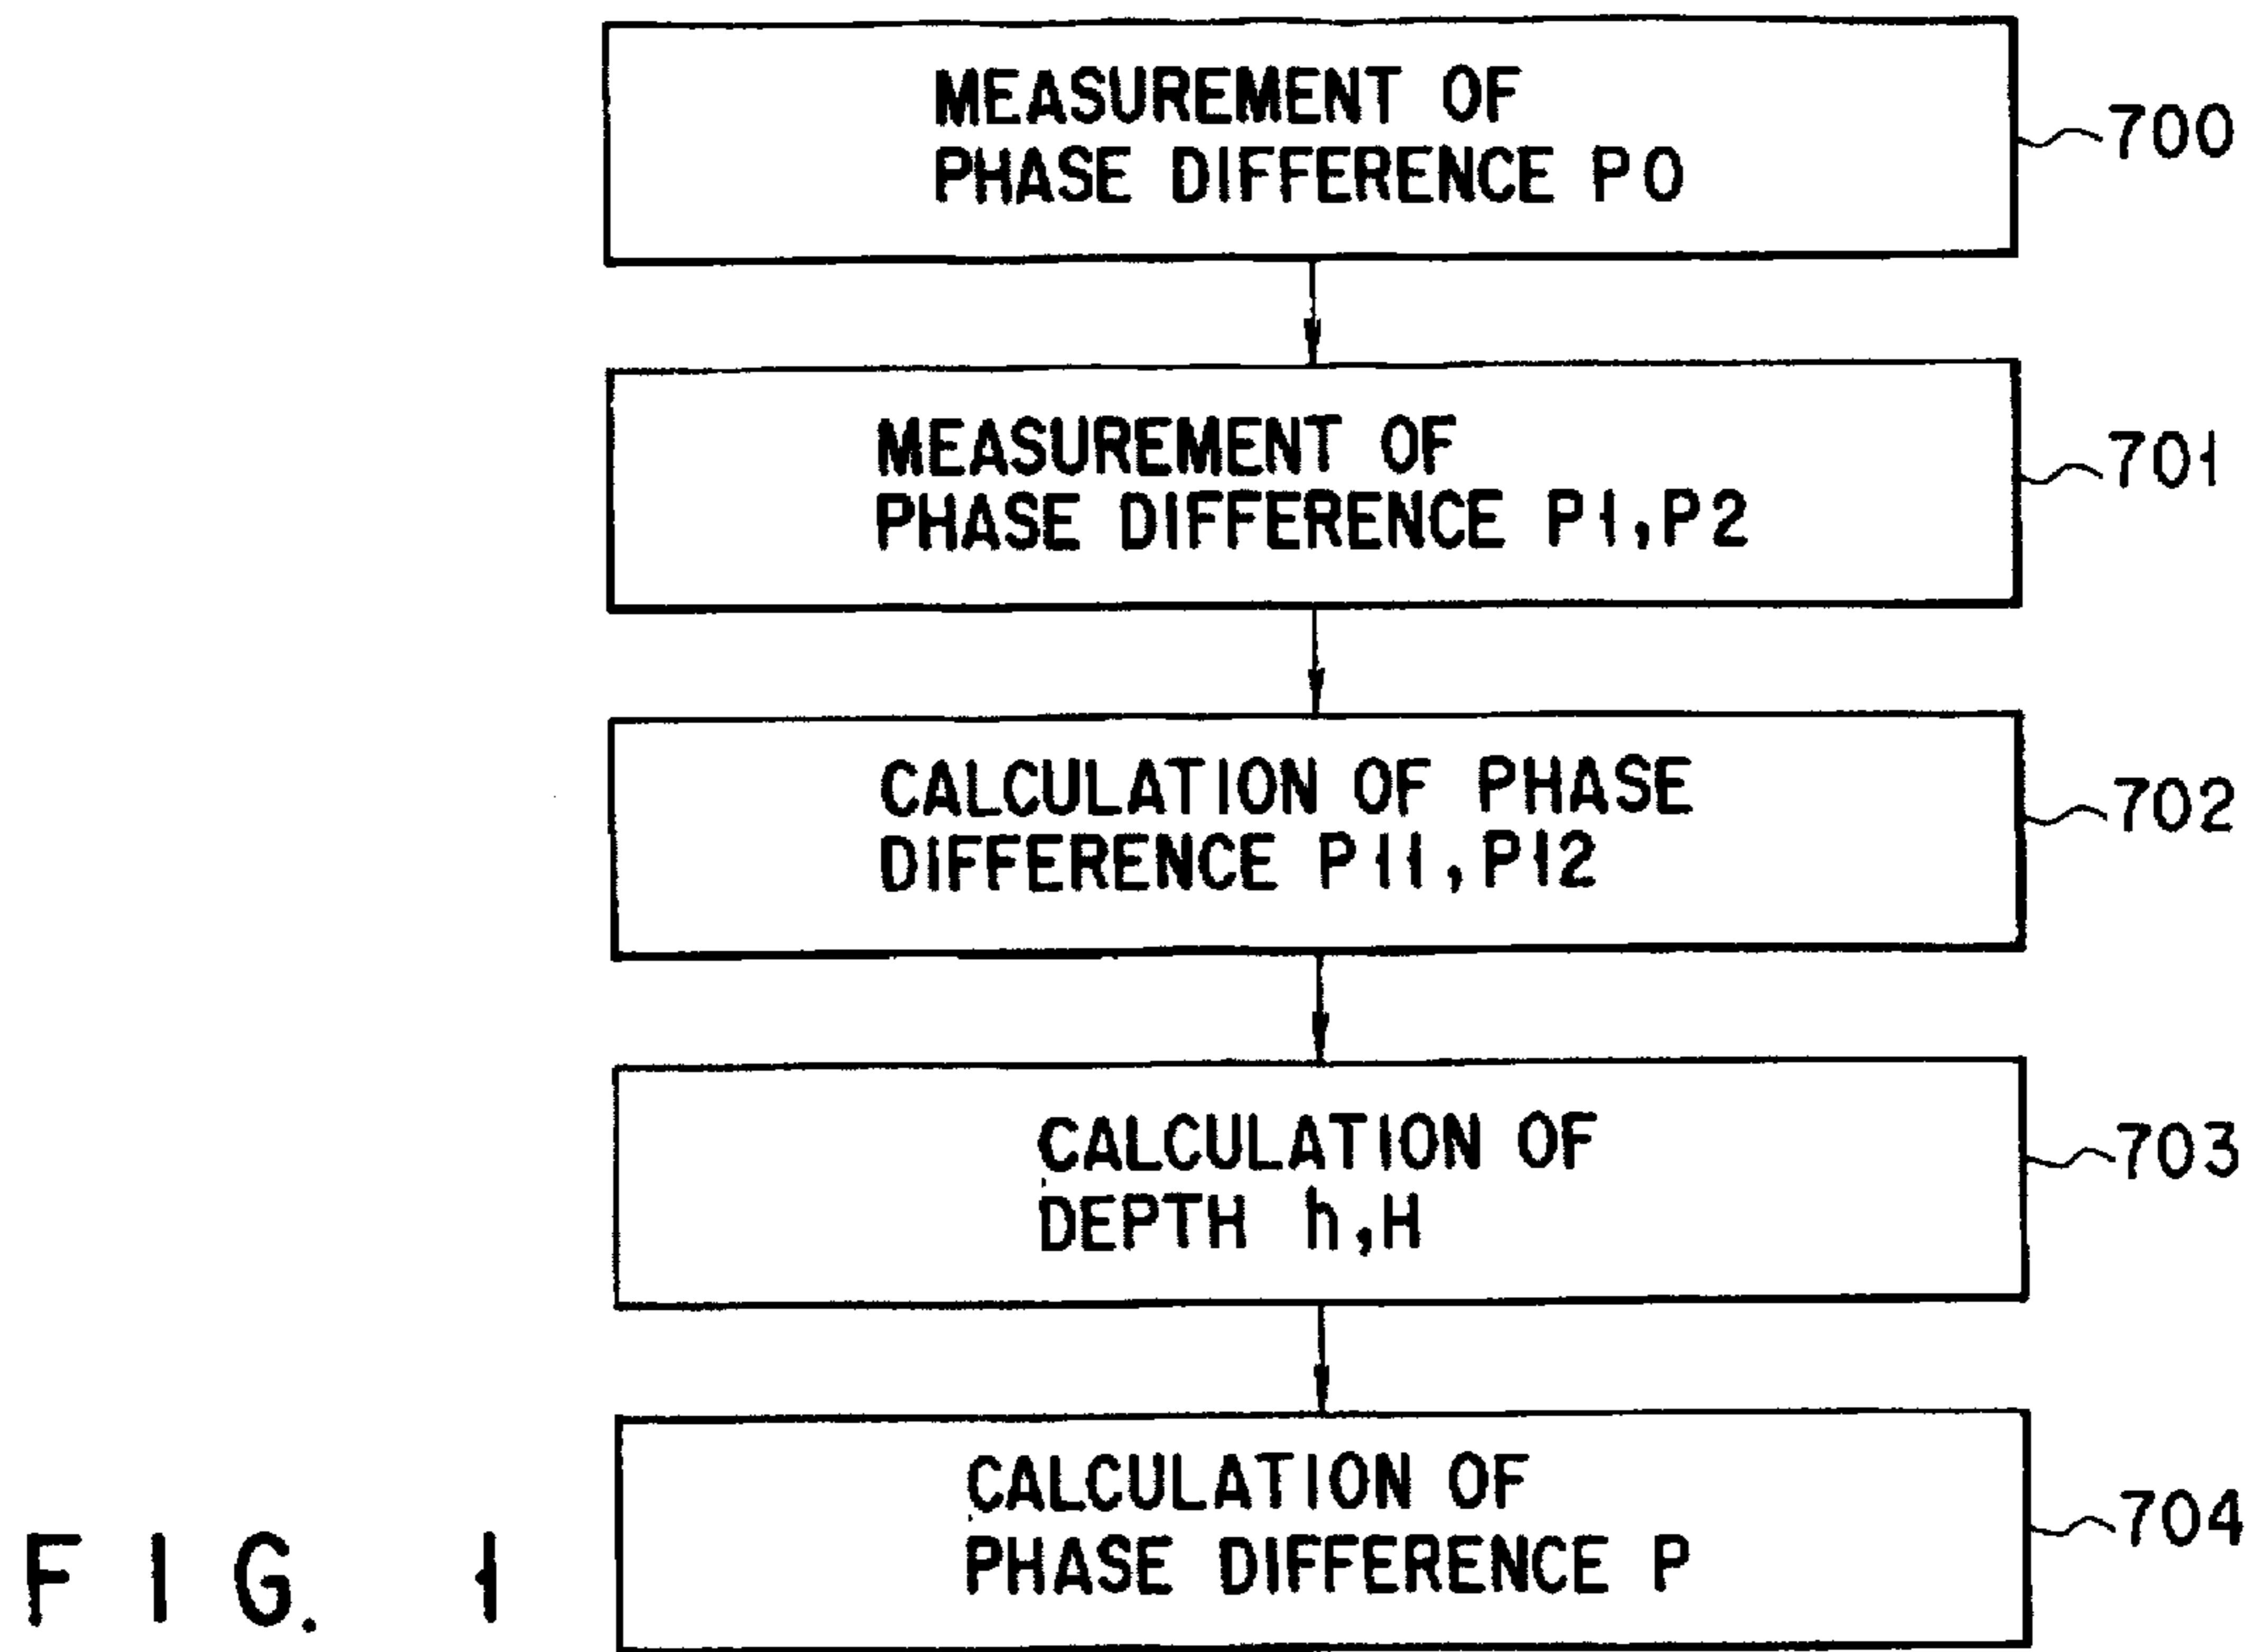 MEASUREMENT OF
PHASE DIFFERENCE P0
700
MEASUREMENT OF
PHASE DIFFERENCE P1,P2
701
CALCULATION OF PHASE
DIFFERENCE P11,P12
702
CALCULATION OF
DEPTH h,H
703
CALCULATION OF
PHASE DIFFERENCE P
704
FIG. 1